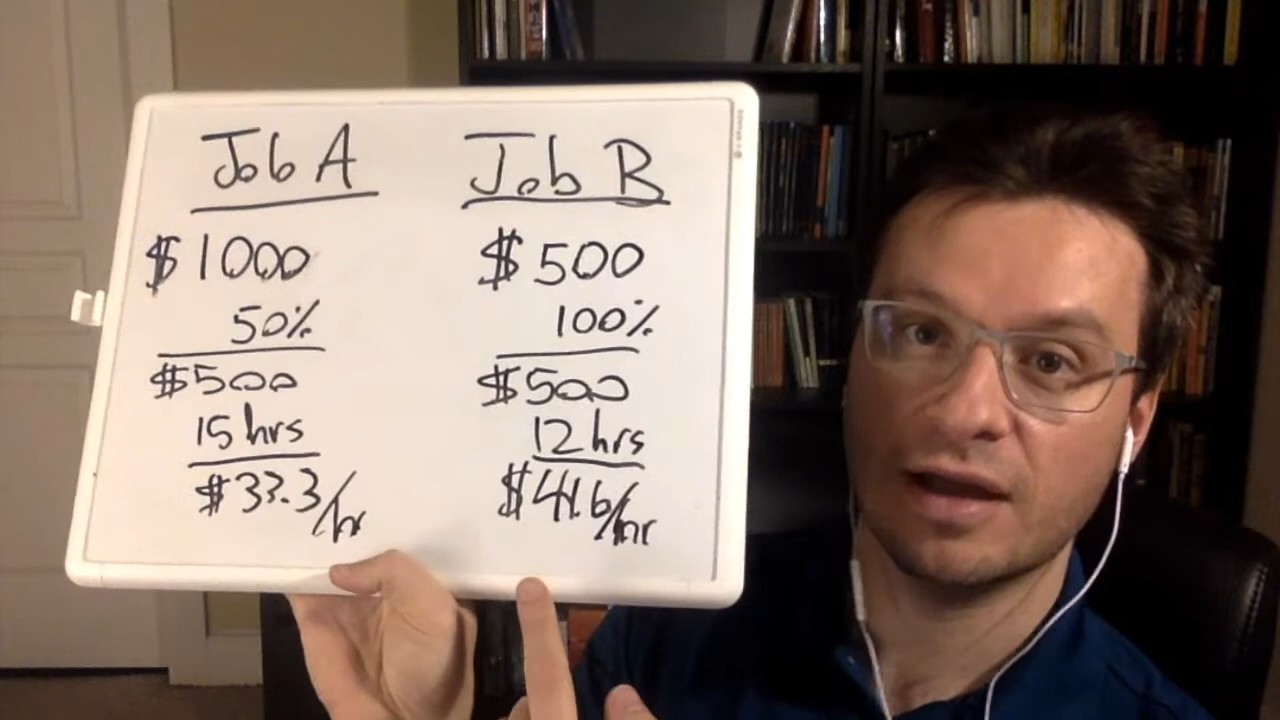 Job A
$1000
50%
$500
15 hrs
$33.3/hr
Job B
$500
100%
$500
12 hrs
$41.6/hr